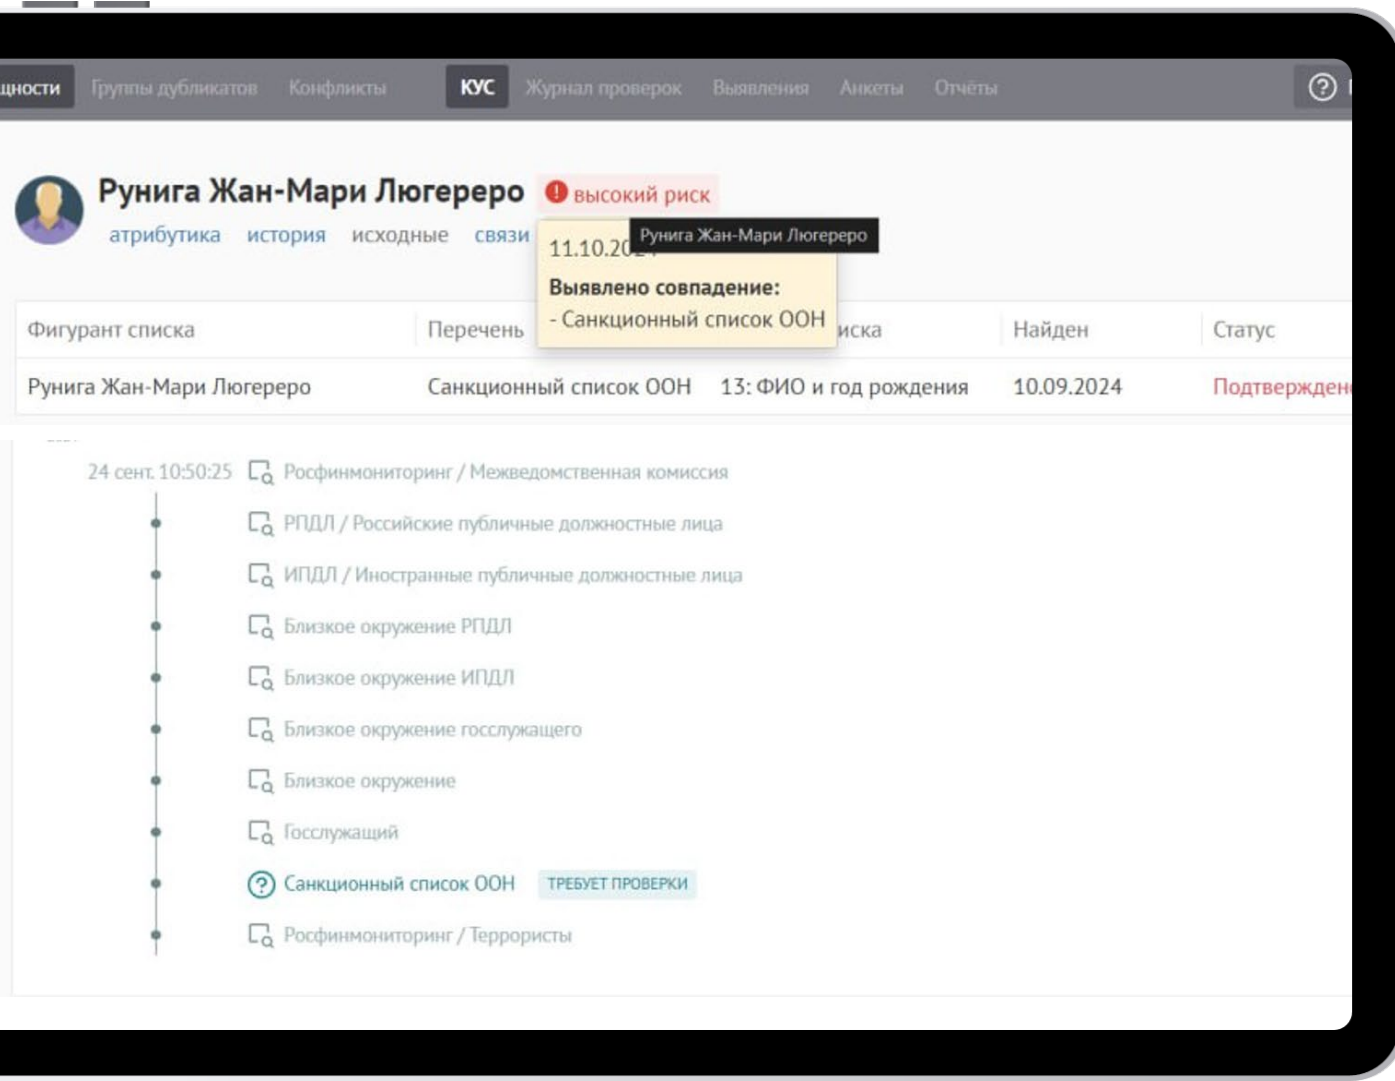 КУС Журнал проверок Выявления Анкеты Отчёты
Группы дубликатов Конфликты
Рунига Жан-Мари Люгереро высокий риск
атрибутика история исходные связи
Рунига Жан-Мари Люгереро
Выявлено совпадение:
- Санкционный список ООН
Фигурант списка Перечень Найден Статус
Рунига Жан-Мари Люгереро Санкционный список ООН 13: ФИО и год рождения 10.09.2024 Подтвержден
24 сент. 10:50:25 Росфинмониторинг / Межведомственная комиссия
РПДЛ / Российские публичные должностные лица
ИПДЛ / Иностранные публичные должностные лица
Близкое окружение РПДЛ
Близкое окружение ИПДЛ
Близкое окружение госслужащего
Близкое окружение
Госслужащий
Санкционный список ООН ТРЕБУЕТ ПРОВЕРКИ
Росфинмониторинг / Террористы